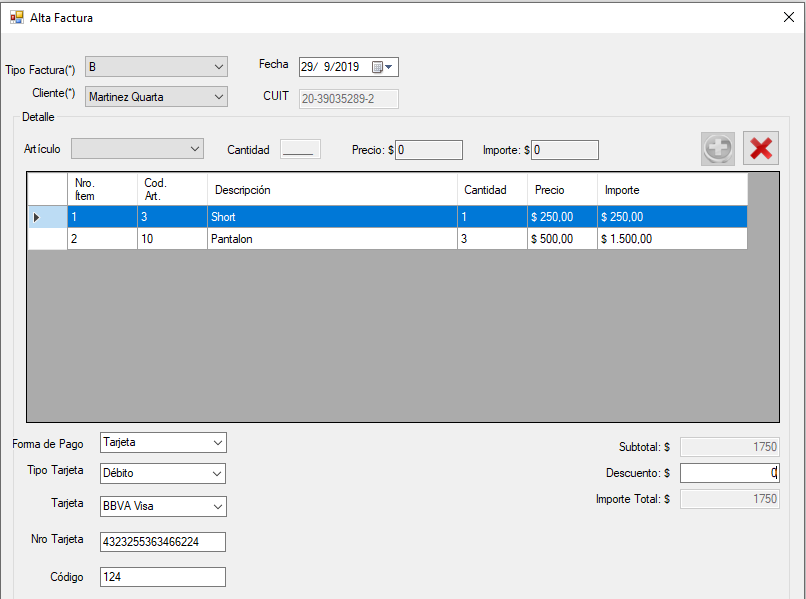 Alta Factura
Tipo Factura(*) B Fecha 29/ 9/2019
Cliente(*) Martinez Quarta CUIT 20-39035289-2
Detalle
Artículo Cantidad ____ Precio: $ 0 Importe: $ 0
Nro. Ítem Cod. Art. Descripción Cantidad Precio Importe
1 3 Short 1 $ 250,00 $ 250,00
2 10 Pantalon 3 $ 500,00 $ 1.500,00
Forma de Pago Tarjeta Subtotal: $ 1750
Tipo Tarjeta Débito Descuento: $ 0
Tarjeta BBVA Visa Importe Total: $ 1750
Nro Tarjeta 4323255363466224
Código 124